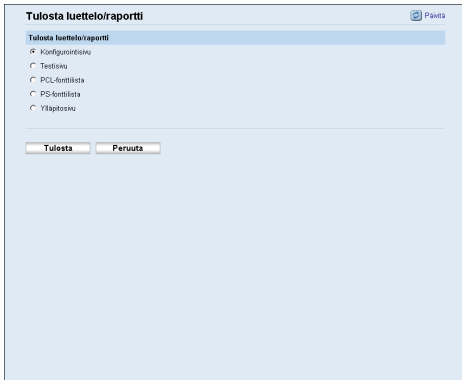 Tulosta luettelo/raportti
Päivitä
Tulosta luettelo/raportti
Konfigurointisivu
Testisivu
PCL-fonttilista
PS-fonttilista
Ylläpitosivu
Tulosta Peruuta